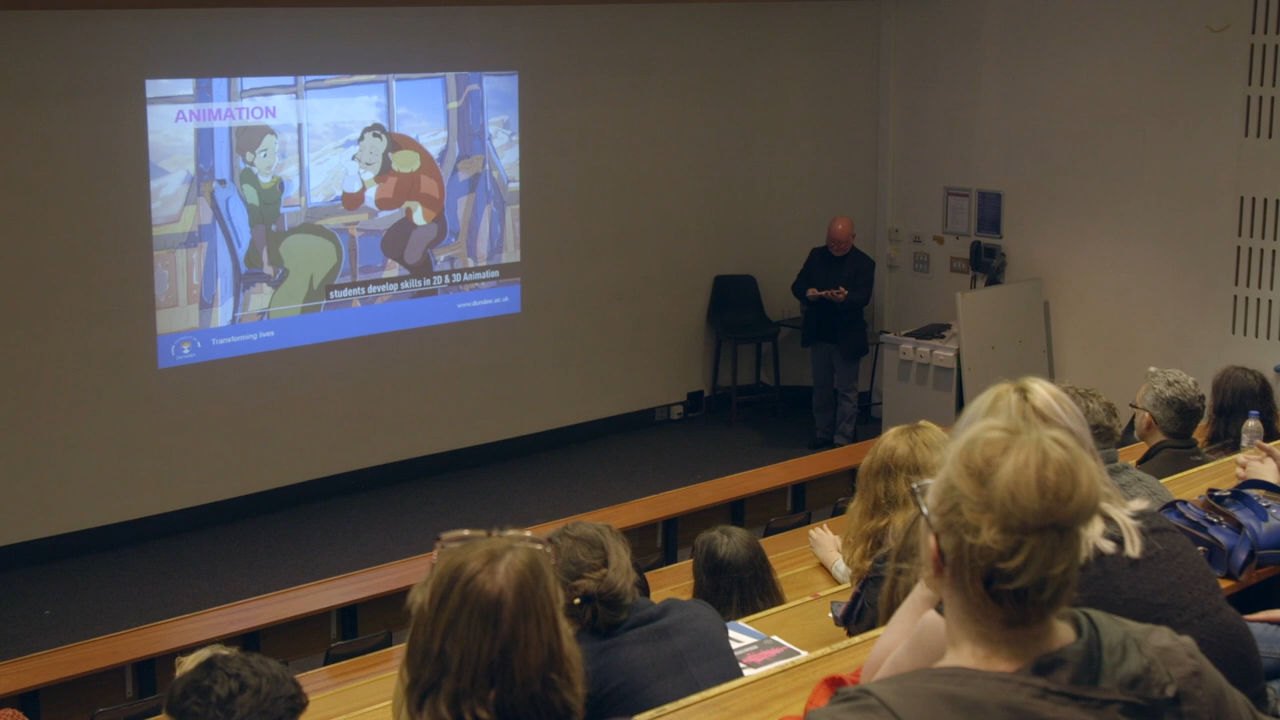 ANIMATION
students develop skills in 2D & 3D Animation
www.dundee.ac.uk
Transforming lives